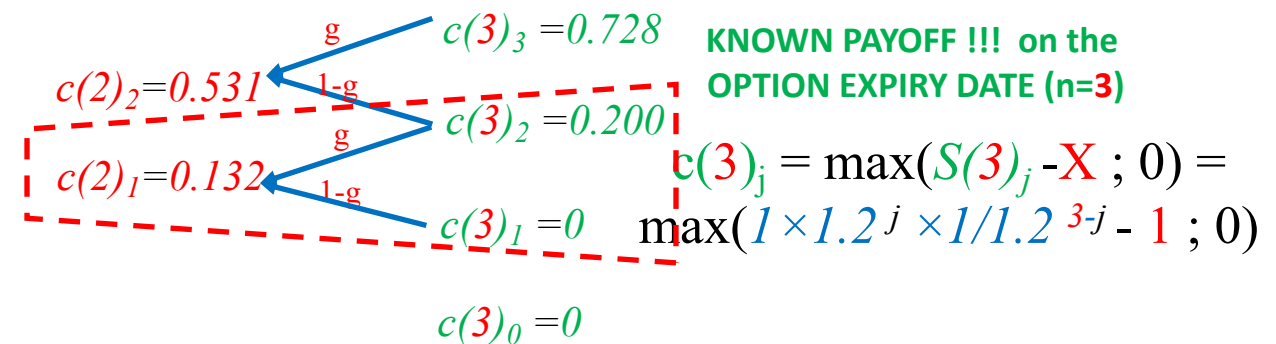 g
c(3)₃ =0.728
KNOWN PAYOFF !!! on the
OPTION EXPIRY DATE (n=3)
c(2)₂=0.531
1-g
g
c(3)₂ =0.200
c(2)₁=0.132
1-g
c(3)ⱼ = max(S(3)ⱼ -X ; 0) =
c(3)₁ =0
max(1×1.2 ʲ ×1/1.2 ³⁻ʲ - 1 ; 0)
c(3)₀ =0